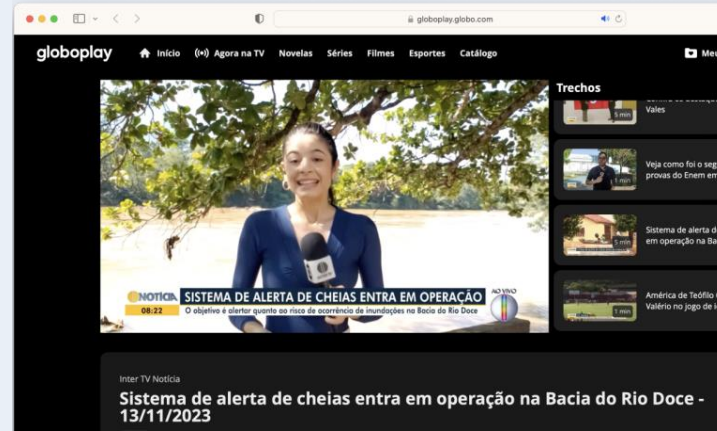 globoplay.globo.com
globoplay
Início
Agora na TV
Novelas
Séries
Filmes
Esportes
Catálogo
Trechos
Vales
5 min
Veja como foi o
provas do Enem
1 min
Sistema de alerta
em operação na
5 min
América de Teófilo
Valério no jogo de
1 min
NOTÍCIA
SISTEMA DE ALERTA DE CHEIAS ENTRA EM OPERAÇÃO
AO VIVO
08:22
O objetivo é alertar quanto ao risco de ocorrência de inundações na Bacia do Rio Doce
Inter TV Notícia
Sistema de alerta de cheias entra em operação na Bacia do Rio Doce -
13/11/2023